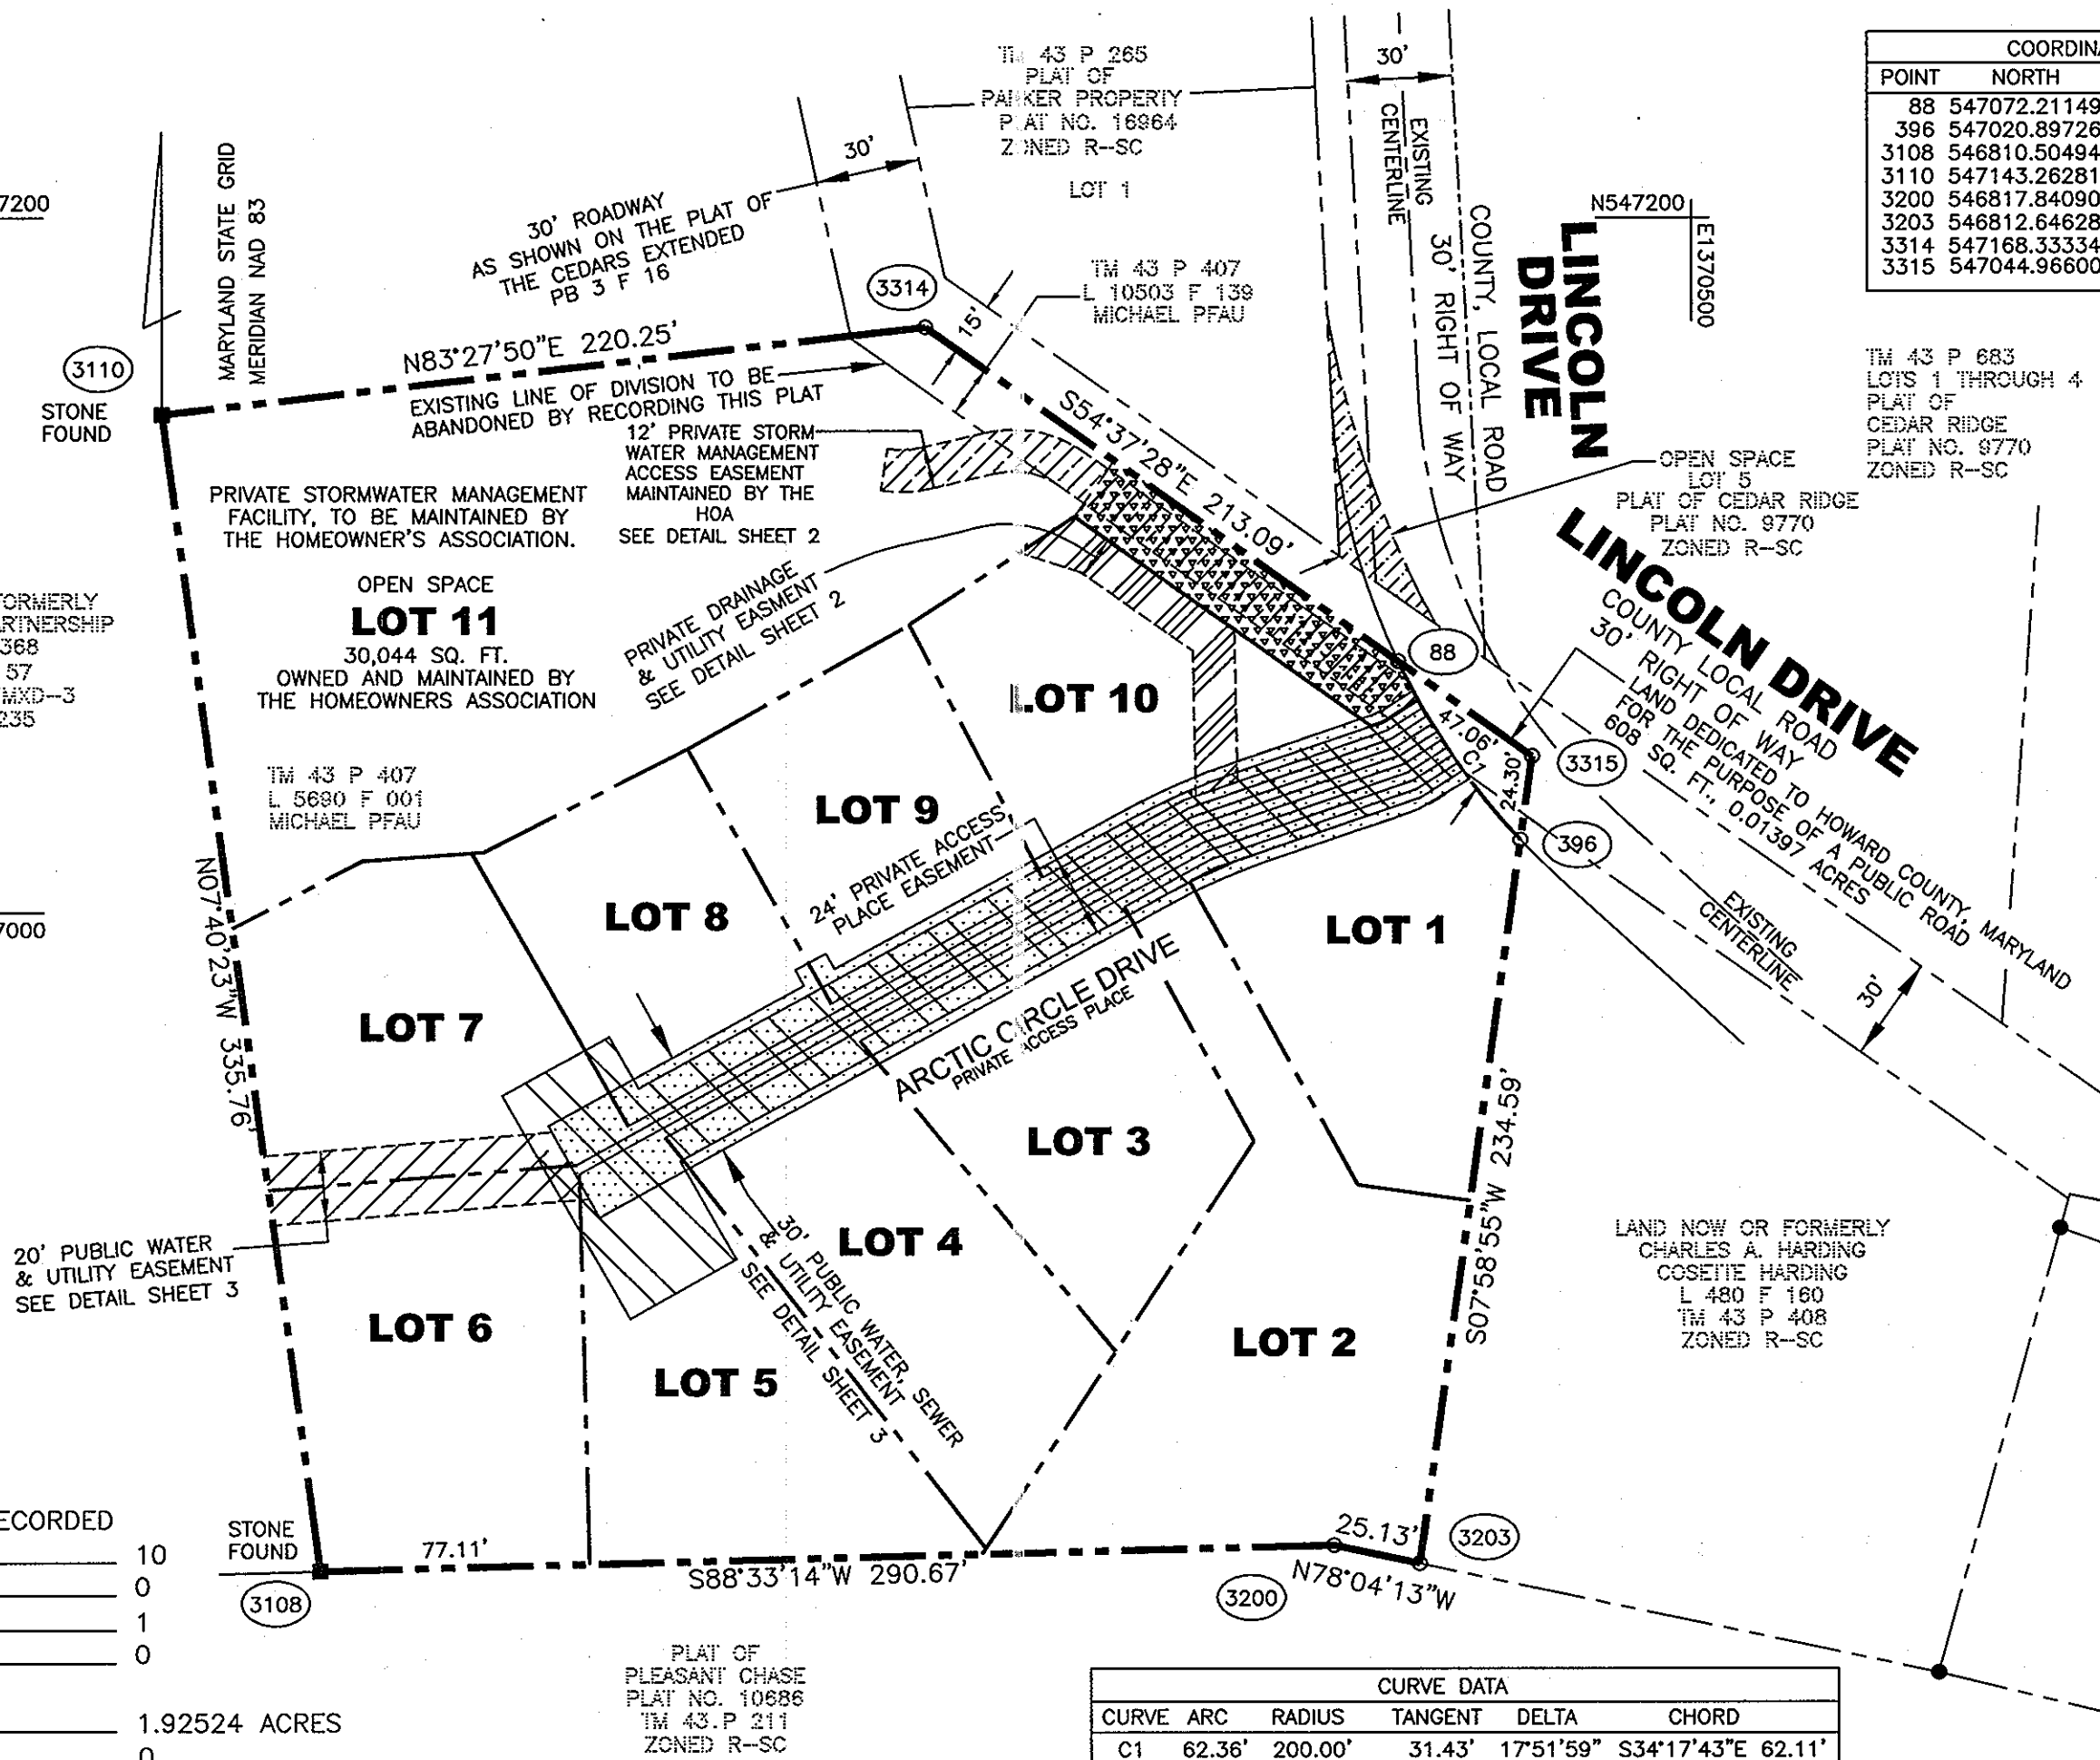 TM 43 P 265
PLAT OF
PARKER PROPERTY
PLAT NO. 16964
ZONED R--SC
LOT 1
30'
EXISTING
CENTERLINE
30' RIGHT OF WAY
COUNTY, LOCAL ROAD
LINCOLN
DRIVE
N547200
E1370500
COORDINA
POINT NORTH
88 547072.21149
396 547020.89726
3108 546810.50494
3110 547143.26281
3200 546817.84090
3203 546812.64628
3314 547168.33334
3315 547044.96600
7200
MARYLAND STATE GRID
MERIDIAN NAD 83
30'
30' ROADWAY
AS SHOWN ON THE PLAT OF
THE CEDARS EXTENDED
PB 3 F 16
3314
TM 43 P 407
L 10503 F 139
MICHAEL PFAU
15'
3110
STONE
FOUND
N83°27'50"E 220.25'
EXISTING LINE OF DIVISION TO BE
ABANDONED BY RECORDING THIS PLAT
S54°37'28"E 213.09'
TM 43 P 683
LOTS 1 THROUGH 4
PLAT OF
CEDAR RIDGE
PLAT NO. 9770
ZONED R--SC
12' PRIVATE STORM
WATER MANAGEMENT
ACCESS EASEMENT
MAINTAINED BY THE
HOA
SEE DETAIL SHEET 2
PRIVATE STORMWATER MANAGEMENT
FACILITY, TO BE MAINTAINED BY
THE HOMEOWNER'S ASSOCIATION.
OPEN SPACE
LOT 5
PLAT OF CEDAR RIDGE
PLAT NO. 9770
ZONED R--SC
OPEN SPACE
LOT 11
30,044 SQ. FT.
OWNED AND MAINTAINED BY
THE HOMEOWNERS ASSOCIATION
PRIVATE DRAINAGE
& UTILITY EASMENT
SEE DETAIL SHEET 2
ORMERLY
RTNERSHIP
368
57
MXD--3
235
LINCOLN DRIVE
COUNTY LOCAL ROAD
30' RIGHT OF WAY
LAND DEDICATED TO HOWARD COUNTY, MARYLAND
FOR THE PURPOSE OF A PUBLIC ROAD
608 SQ. FT., 0.01397 ACRES
88
LOT 10
47.06'
C1
24.30'
3315
396
TM 43 P 407
L 5690 F 001
MICHAEL PFAU
LOT 9
24' PRIVATE ACCESS
PLACE EASEMENT
N07°40'23"W 335.76'
7000
LOT 8
LOT 1
EXISTING
CENTERLINE
30'
LOT 7
ARCTIC CIRCLE DRIVE
PRIVATE ACCESS PLACE
LOT 3
S07°58'55"W 234.59'
20' PUBLIC WATER
& UTILITY EASEMENT
SEE DETAIL SHEET 3
LOT 4
30' PUBLIC WATER, SEWER
& UTILITY EASEMENT
SEE DETAIL SHEET 3
LAND NOW OR FORMERLY
CHARLES A. HARDING
COSETTE HARDING
L 480 F 160
TM 43 P 408
ZONED R--SC
LOT 6
LOT 5
LOT 2
ECORDED
10
0
1
0
1.92524 ACRES
0
STONE
FOUND
3108
77.11'
S88°33'14"W 290.67'
25.13'
N78°04'13"W
3203
3200
PLAT OF
PLEASANT CHASE
PLAT NO. 10686
TM 43.P 211
ZONED R--SC
CURVE DATA
CURVE ARC RADIUS TANGENT DELTA CHORD
C1 62.36' 200.00' 31.43' 17°51'59" S34°17'43"E 62.11'